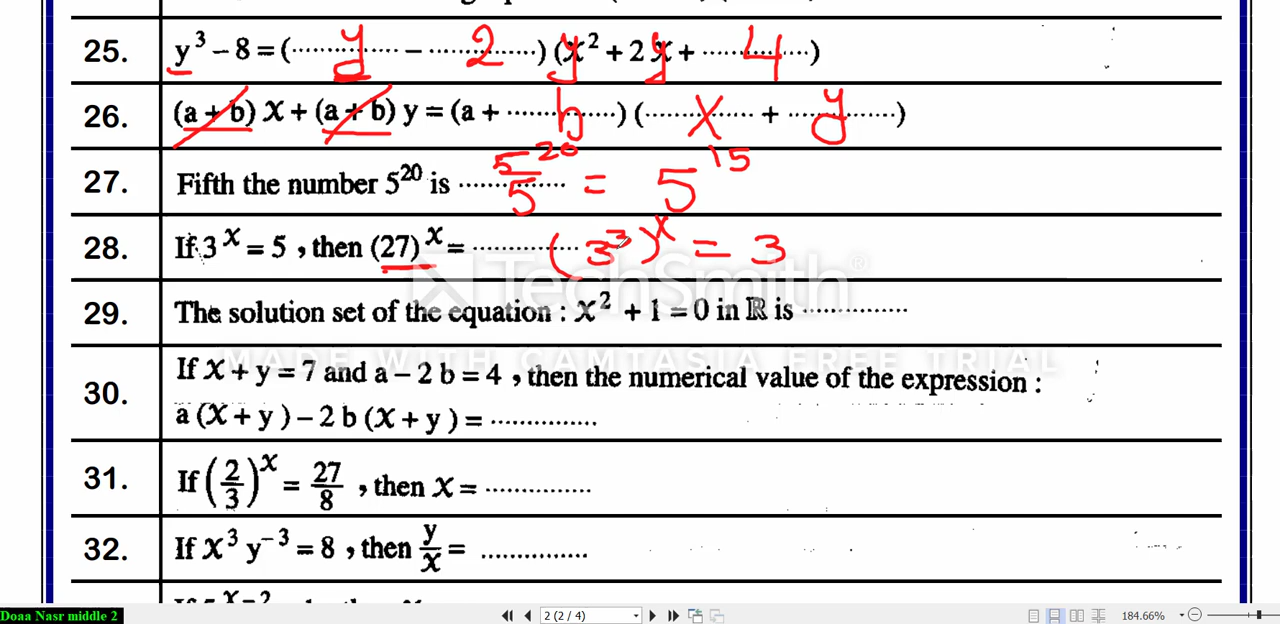 25. y³ – 8 = (·········· y ·········· – ·········· 2 ··········) (x² y² + 2x y + ·········· 4 ··········)
26. (a + b) X + (a + b) y = (a + ·········· b ··········) (·········· x ·········· + ·········· y ··········)
27. Fifth the number 5²⁰ is ·········· 5²⁰/5 = 5¹⁵
28. If 3ˣ = 5 , then (27)ˣ = ·········· (3³)ˣ = 3
TechSmith®
29. The solution set of the equation : X² + 1 = 0 in ℝ is ···············
MADE WITH CAMTASIA FREE TRIAL
30. If X + y = 7 and a – 2 b = 4 , then the numerical value of the expression :
a (X + y) – 2 b (X + y) = ···············
31. If (2/3)ˣ = 27/8 , then X = ···············
32. If X³ y⁻³ = 8 , then y/x = ···············
Doaa Nasr middle 2
2 (2 / 4)
184.66%